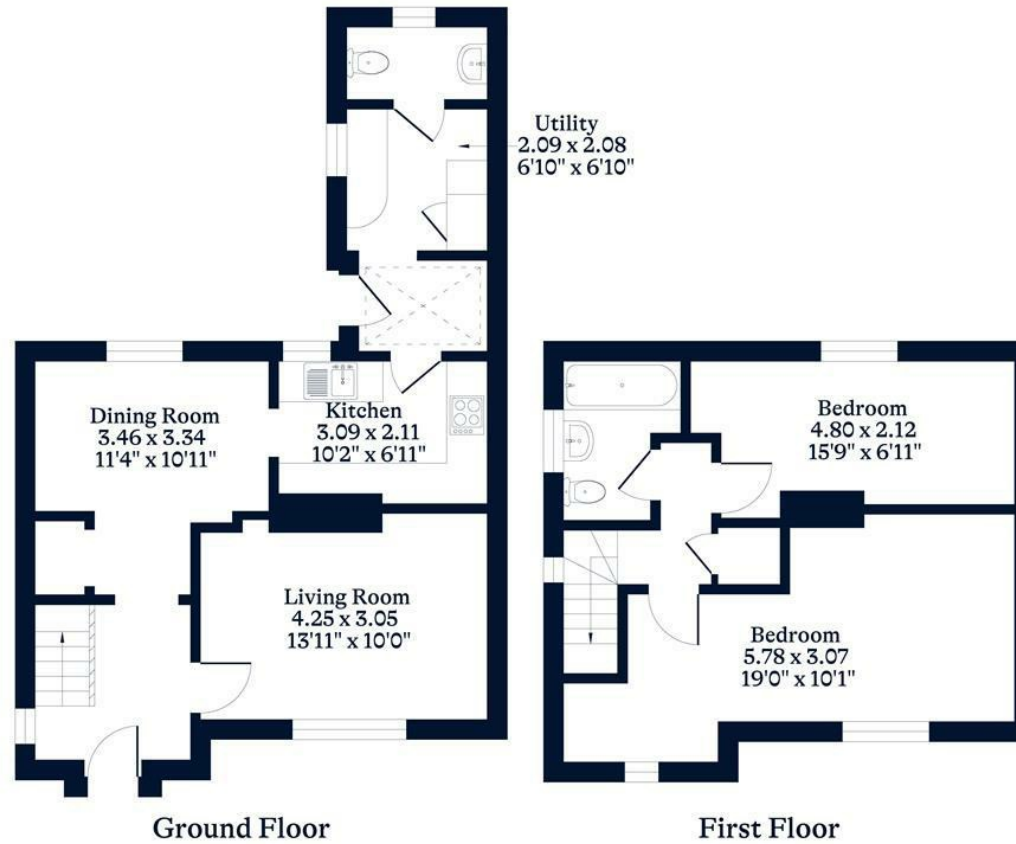 Utility
2.09 x 2.08
6'10" x 6'10"
Dining Room
3.46 x 3.34
11'4" x 10'11"
Kitchen
3.09 x 2.11
10'2" x 6'11"
Living Room
4.25 x 3.05
13'11" x 10'0"
Bedroom
4.80 x 2.12
15'9" x 6'11"
Bedroom
5.78 x 3.07
19'0" x 10'1"
Ground Floor
First Floor